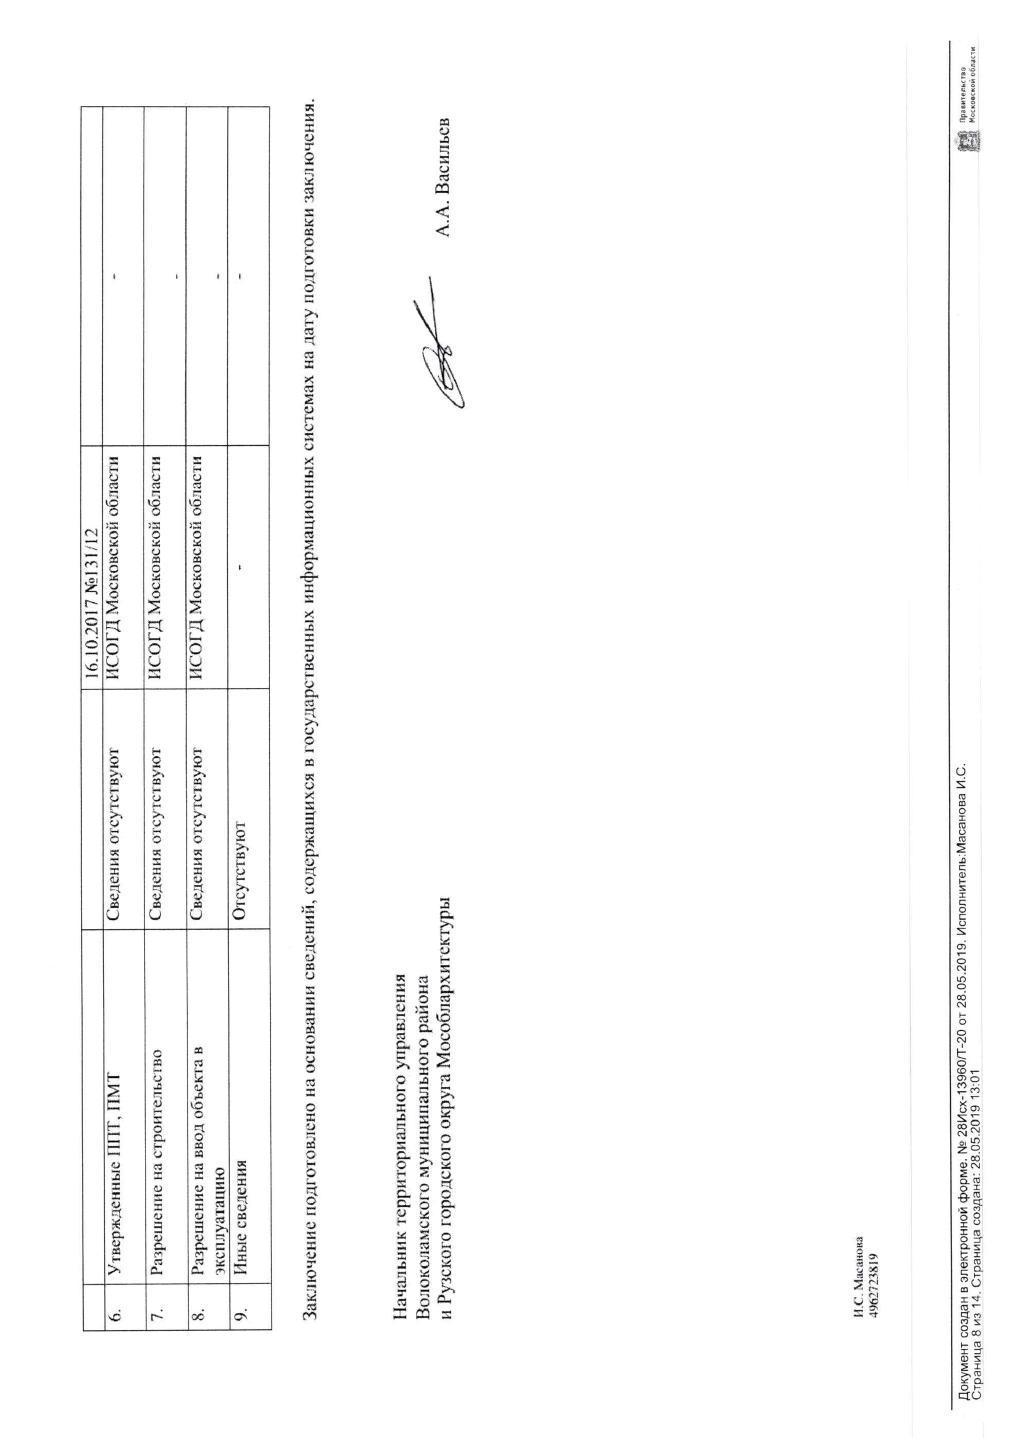 16.10.2017 №131/12
6. Утвержденные ППТ, ПМТ Сведения отсутствуют ИСОГД Московской области -
7. Разрешение на строительство Сведения отсутствуют ИСОГД Московской области -
8. Разрешение на ввод объекта в Сведения отсутствуют ИСОГД Московской области
эксплуатацию -
9. Иные сведения Отсутствуют - -
Заключение подготовлено на основании сведений, содержащихся в государственных информационных системах на дату подготовки заключения.
Начальник территориального управления
Волоколамского муниципального района
и Рузского городского округа Мособлархитектуры А.А. Васильев
И.С. Масанова
4962723819
Документ создан в электронной форме. № 28Исх-13960/Т-20 от 28.05.2019. Исполнитель:Масанова И.С.
Страница 8 из 14. Страница создана: 28.05.2019 13:01
Правительство
Московской области